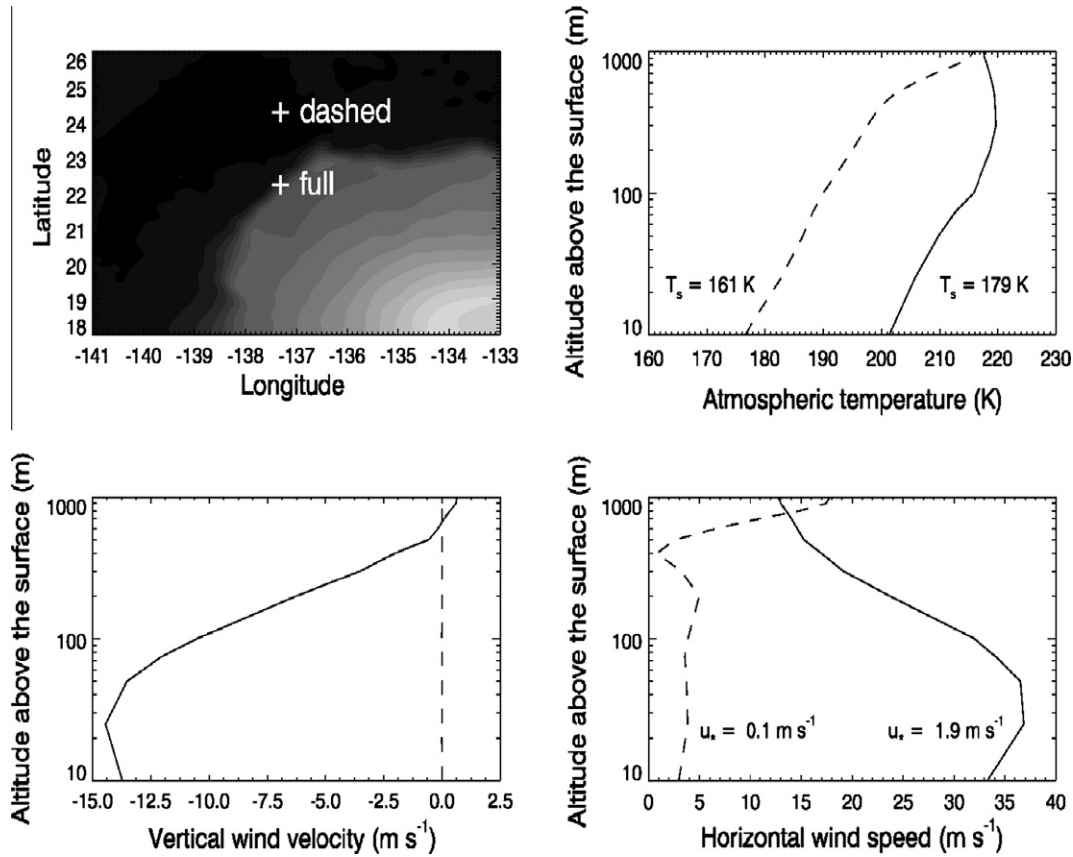 26
25
24
23
22
21
20
19
18
Latitude
+ dashed
+ full
-141 -140 -139 -138 -137 -136 -135 -134 -133
Longitude
Altitude above the surface (m)
1000
100
10
Ts = 161 K
Ts = 179 K
160 170 180 190 200 210 220 230
Atmospheric temperature (K)
Altitude above the surface (m)
1000
100
10
-15.0 -12.5 -10.0 -7.5 -5.0 -2.5 0.0 2.5
Vertical wind velocity (m s-1)
Altitude above the surface (m)
1000
100
10
u* = 0.1 m s-1
u* = 1.9 m s-1
0 5 10 15 20 25 30 35 40
Horizontal wind speed (m s-1)